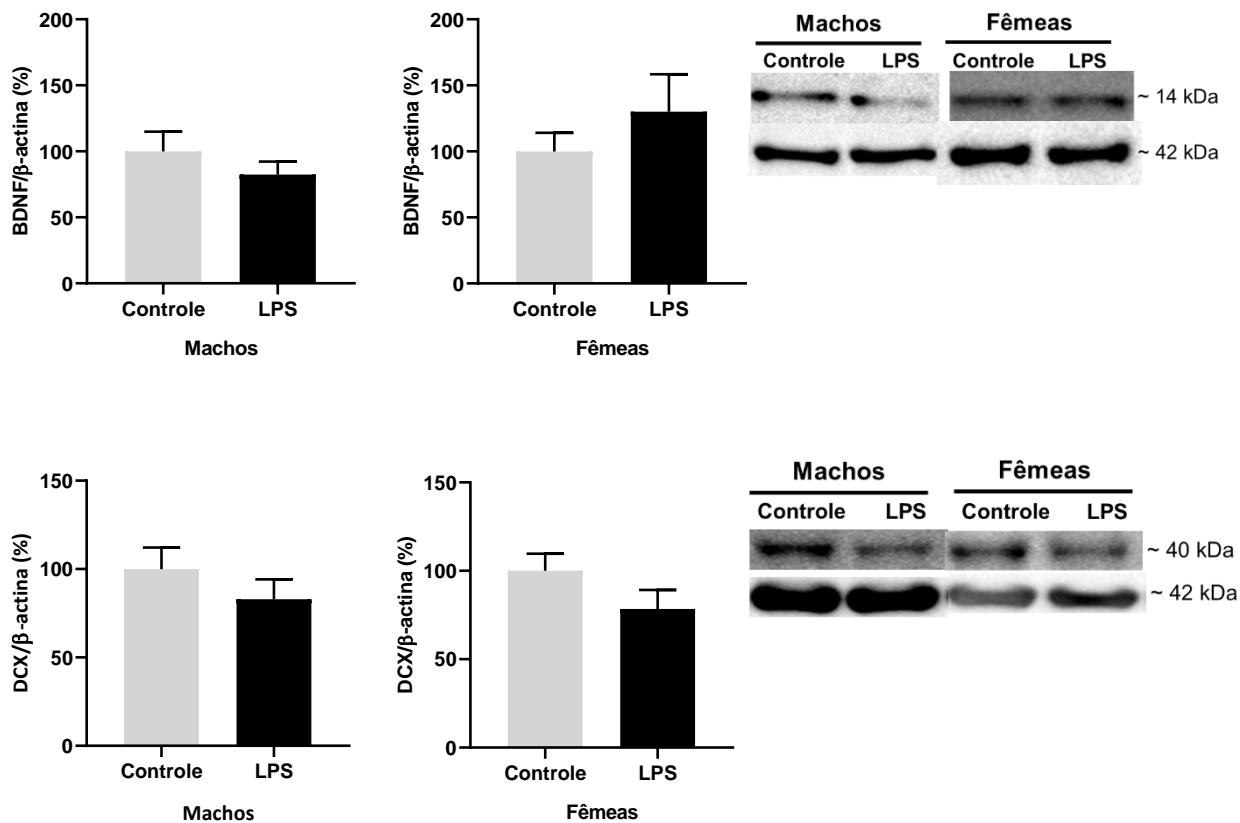 200
150
100
50
0
BDNF/β-actina (%)
Controle LPS
Machos
200
150
100
50
0
BDNF/β-actina (%)
Controle LPS
Fêmeas
Machos Fêmeas
Controle LPS Controle LPS
~ 14 kDa
~ 42 kDa
150
100
50
0
DCX/β-actina (%)
Controle LPS
Machos
150
100
50
0
DCX/β-actina (%)
Controle LPS
Fêmeas
Machos Fêmeas
Controle LPS Controle LPS
~ 40 kDa
~ 42 kDa